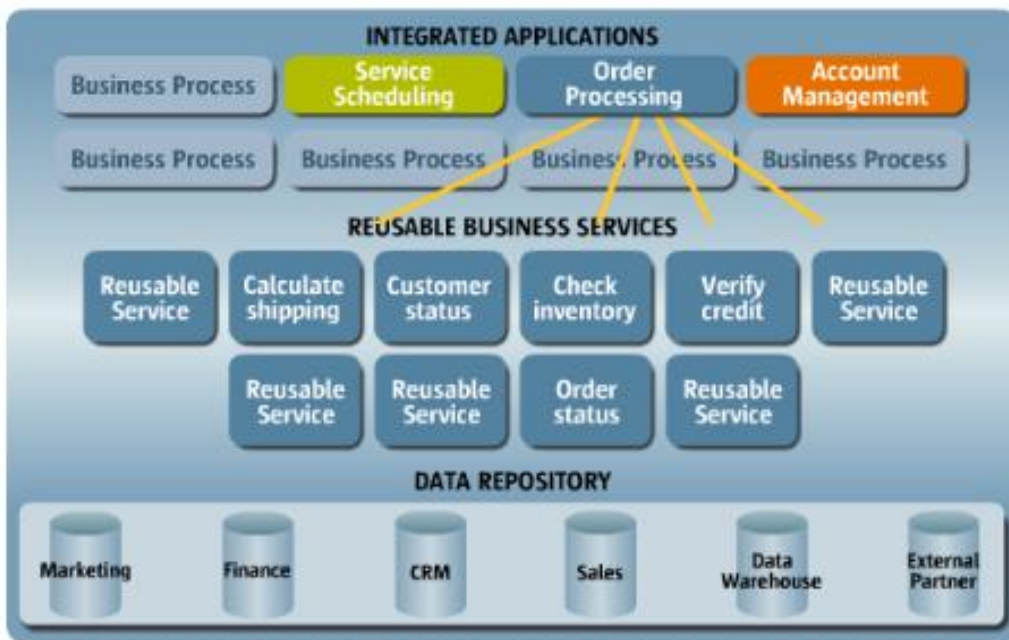 INTEGRATED APPLICATIONS
Business Process
Service
Scheduling
Order
Processing
Account
Management
Business Process
Business Process
Business Process
Business Process
REUSABLE BUSINESS SERVICES
Reusable
Service
Calculate
shipping
Customer
status
Check
inventory
Verify
credit
Reusable
Service
Reusable
Service
Reusable
Service
Order
status
Reusable
Service
DATA REPOSITORY
Marketing
Finance
CRM
Sales
Data
Warehouse
External
Partner